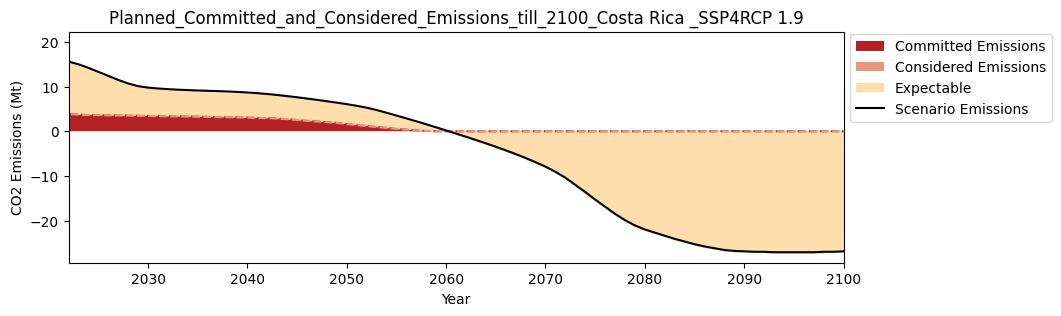 Planned_Committed_and_Considered_Emissions_till_2100_Costa Rica _SSP4RCP 1.9
Committed Emissions
Considered Emissions
Expectable
Scenario Emissions
CO2 Emissions (Mt)
20
10
0
−10
−20
2030 2040 2050 2060 2070 2080 2090 2100
Year